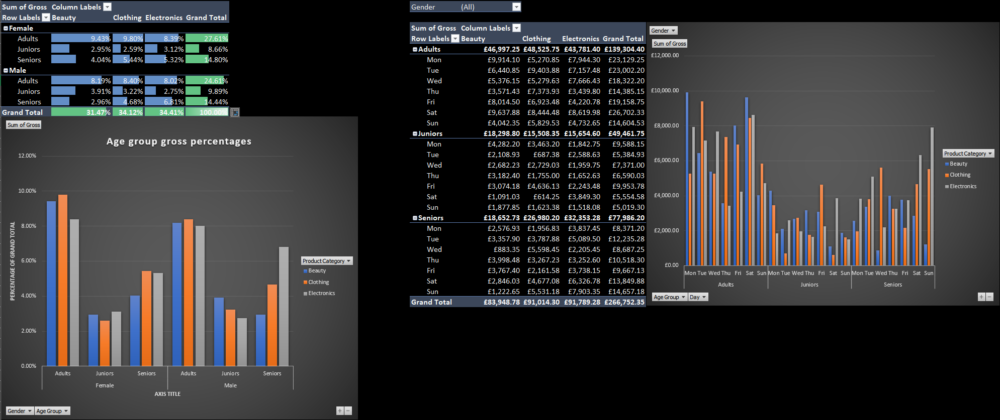 Sum of Gross Column Labels
Row Labels Beauty Clothing Electronics Grand Total
Female
Adults 9.43% 9.80% 8.39% 27.61%
Juniors 2.95% 2.59% 3.12% 8.66%
Seniors 4.04% 5.44% 5.32% 14.80%
Male
Adults 8.19% 8.40% 8.02% 24.61%
Juniors 3.91% 3.22% 2.75% 9.89%
Seniors 2.96% 4.68% 6.81% 14.44%
Grand Total 31.47% 34.12% 34.41% 100.00%
Sum of Gross
Age group gross percentages
12.00%
10.00%
8.00%
6.00%
4.00%
2.00%
0.00%
PERCENTAGE OF GRAND TOTAL
Adults Juniors Seniors Adults Juniors Seniors
Female Male
AXIS TITLE
Product Category
Beauty
Clothing
Electronics
Gender Age Group
Gender (All)
Sum of Gross Column Labels
Row Labels Beauty Clothing Electronics Grand Total
Adults £46,997.25 £48,525.75 £43,781.40 £139,304.40
Mon £9,914.10 £5,270.85 £7,944.30 £23,129.25
Tue £6,440.85 £9,403.88 £7,157.48 £23,002.20
Wed £5,376.15 £5,279.63 £7,666.43 £18,322.20
Thu £3,571.43 £7,373.93 £3,439.80 £14,385.15
Fri £8,014.50 £6,923.48 £4,220.78 £19,158.75
Sat £9,637.88 £8,444.48 £8,619.98 £26,702.33
Sun £4,042.35 £5,829.53 £4,732.65 £14,604.53
Juniors £18,298.80 £15,508.35 £15,654.60 £49,461.75
Mon £4,282.20 £3,463.20 £1,842.75 £9,588.15
Tue £2,108.93 £687.38 £2,588.63 £5,384.93
Wed £2,682.23 £2,729.03 £1,959.75 £7,371.00
Thu £3,182.40 £1,755.00 £1,652.63 £6,590.03
Fri £3,074.18 £4,636.13 £2,243.48 £9,953.78
Sat £1,091.03 £614.25 £3,849.30 £5,554.58
Sun £1,877.85 £1,623.38 £1,518.08 £5,019.30
Seniors £18,652.73 £26,980.20 £32,353.28 £77,986.20
Mon £2,576.93 £1,956.83 £3,837.45 £8,371.20
Tue £3,357.90 £3,787.88 £5,089.50 £12,235.28
Wed £883.35 £5,598.45 £2,205.45 £8,687.25
Thu £3,998.48 £3,267.23 £3,252.60 £10,518.30
Fri £3,767.40 £2,161.58 £3,738.15 £9,667.13
Sat £2,846.03 £4,677.08 £6,326.78 £13,849.88
Sun £1,222.65 £5,531.18 £7,903.35 £14,657.18
Grand Total £83,948.78 £91,014.30 £91,789.28 £266,752.35
Gender
Sum of Gross
£12,000.00
£10,000.00
£8,000.00
£6,000.00
£4,000.00
£2,000.00
£0.00
Mon Tue Wed Thu Fri Sat Sun Mon Tue Wed Thu Fri Sat Sun Mon Tue Wed Thu Fri Sat Sun
Adults Juniors Seniors
Product Category
Beauty
Clothing
Electronics
Age Group Day